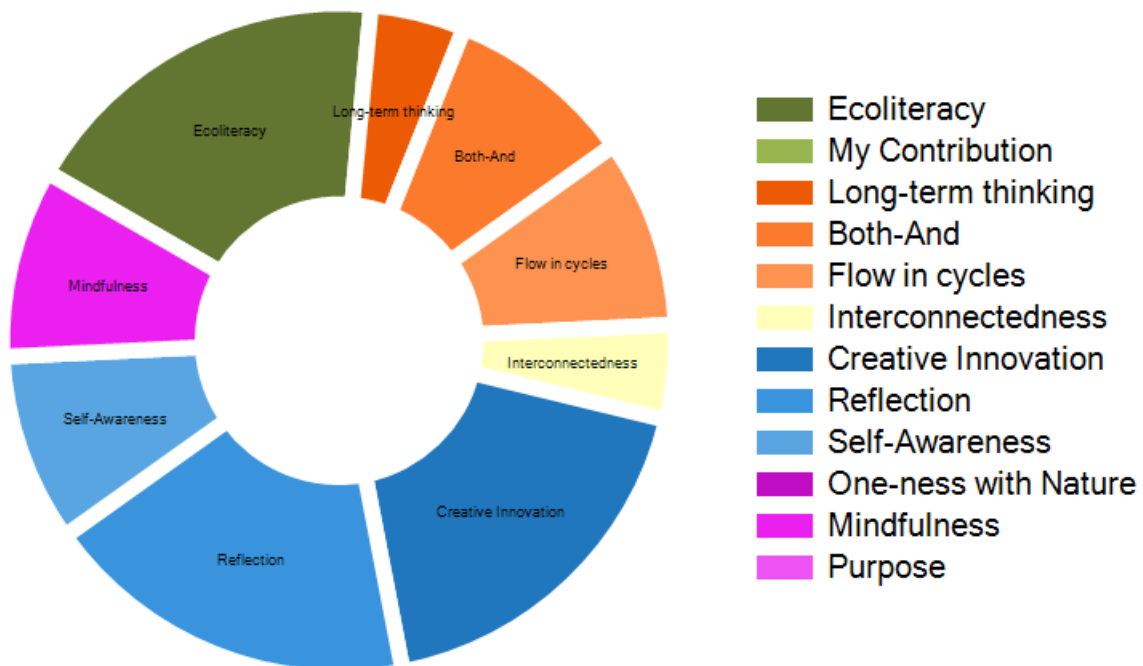 Long-term thinking
Ecoliteracy
Both-And
Flow in cycles
Mindfulness
Interconnectedness
Self-Awareness
Creative Innovation
Reflection
Ecoliteracy
My Contribution
Long-term thinking
Both-And
Flow in cycles
Interconnectedness
Creative Innovation
Reflection
Self-Awareness
One-ness with Nature
Mindfulness
Purpose